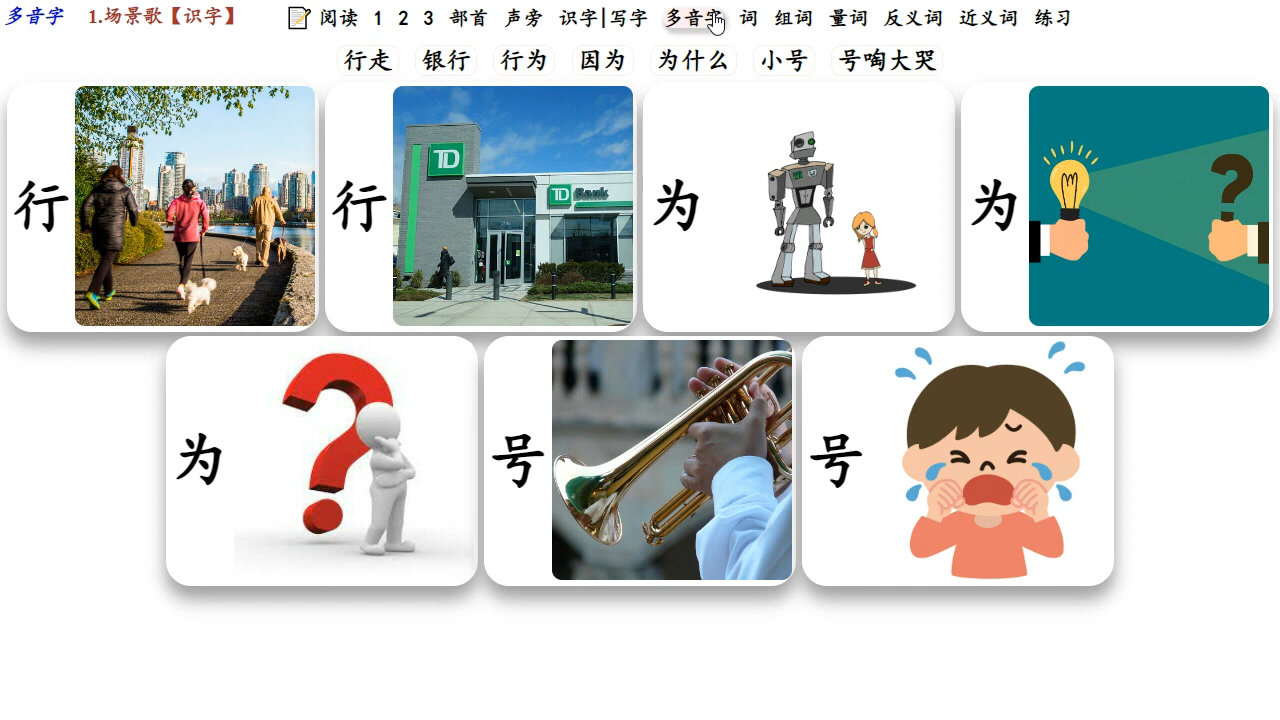 多音字 1.场景歌【识字】 📝 阅读 1 2 3 部首 声旁 识字|写字 多音字 词 组词 量词 反义词 近义词 练习
行走 银行 行为 因为 为什么 小号 号啕大哭
行 行 为 为
TD
TD Bank
为 号 号